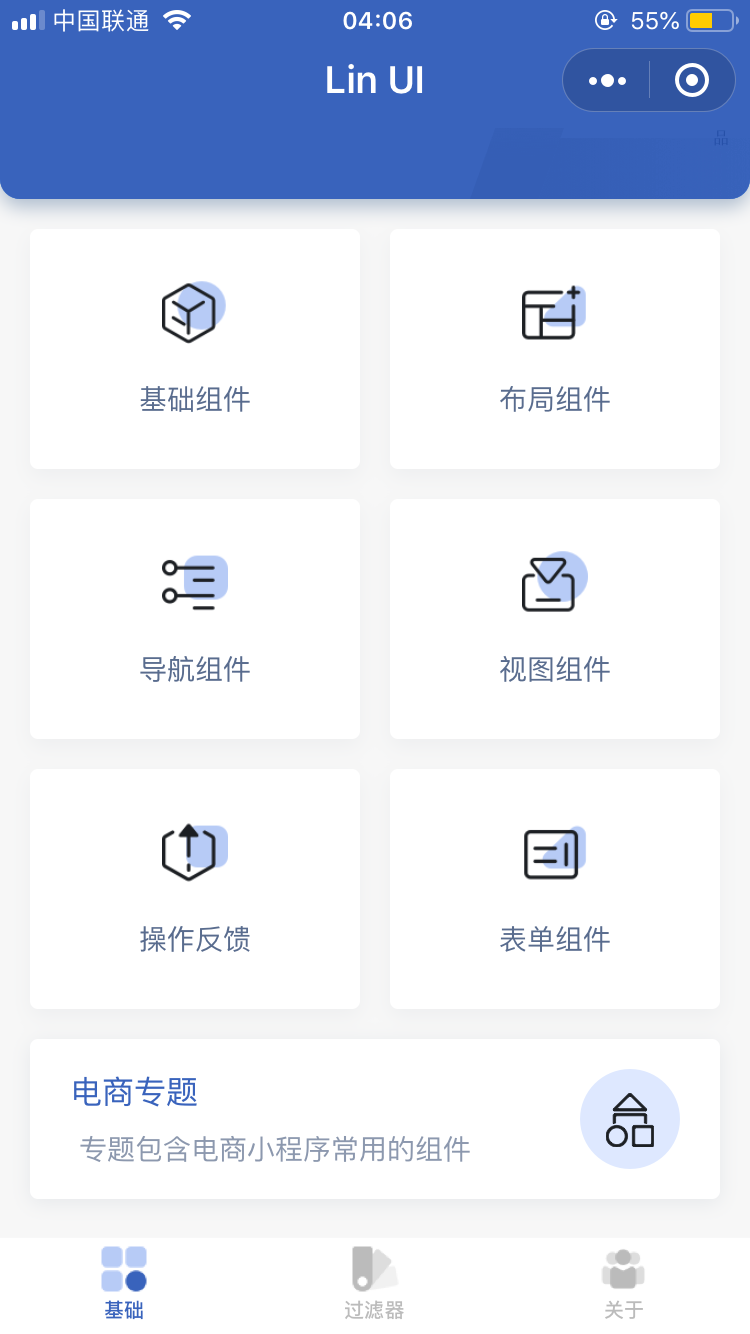 中国联通 04:06 55%
Lin UI
品
基础组件 布局组件
导航组件 视图组件
操作反馈 表单组件
电商专题
专题包含电商小程序常用的组件
基础 过滤器 关于